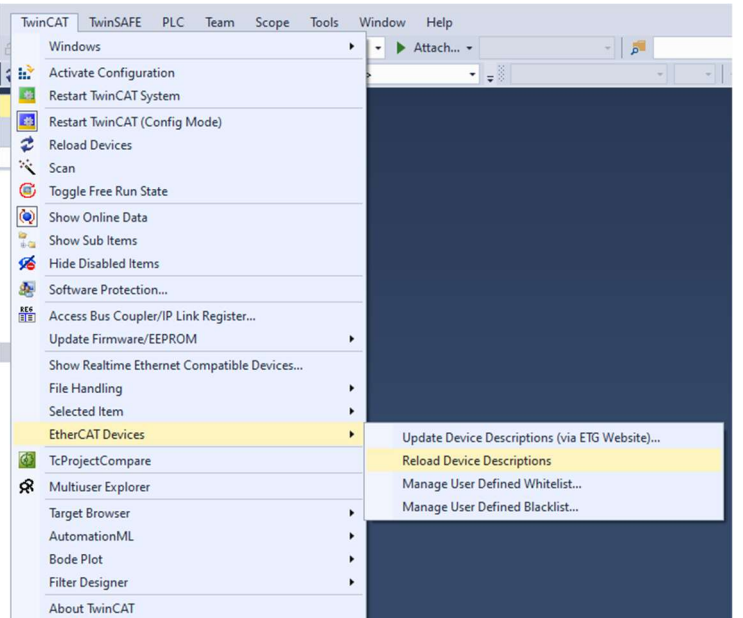 TwinCAT TwinSAFE PLC Team Scope Tools Window Help
Windows
Attach...
Activate Configuration
Restart TwinCAT System
Restart TwinCAT (Config Mode)
Reload Devices
Scan
Toggle Free Run State
Show Online Data
Show Sub Items
Hide Disabled Items
Software Protection...
REG
Access Bus Coupler/IP Link Register...
Update Firmware/EEPROM
Show Realtime Ethernet Compatible Devices...
File Handling
Selected Item
EtherCAT Devices
Update Device Descriptions (via ETG Website)...
Reload Device Descriptions
TcProjectCompare
Manage User Defined Whitelist...
Multiuser Explorer
Manage User Defined Blacklist...
Target Browser
AutomationML
Bode Plot
Filter Designer
About TwinCAT